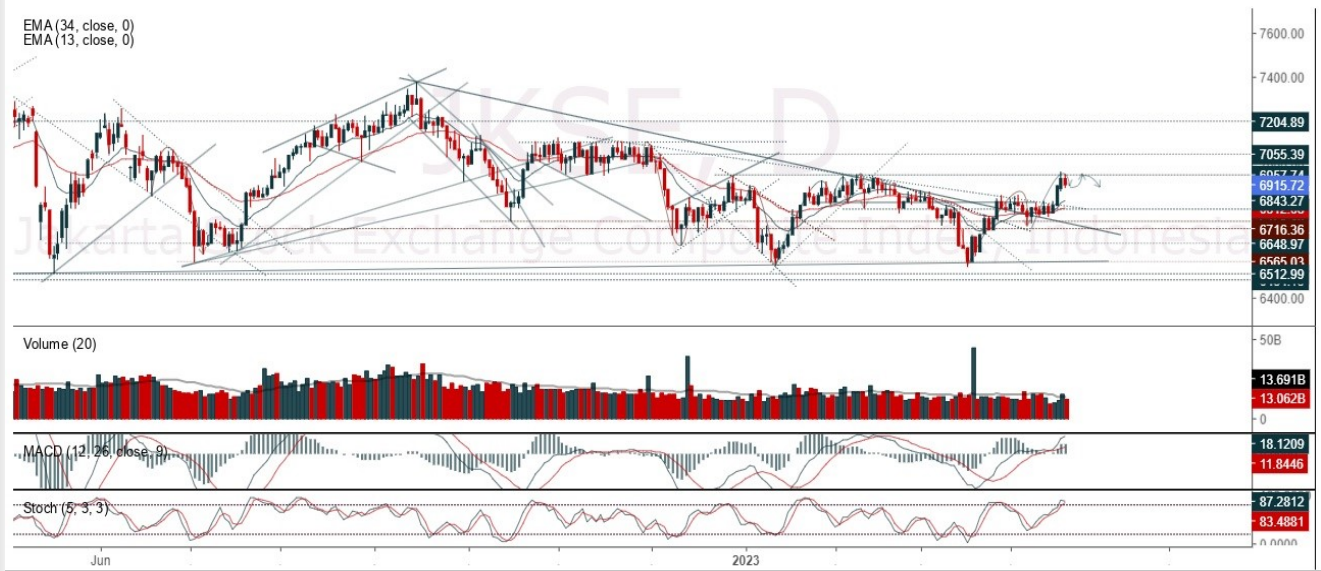 EMA (34, close, 0)
EMA (13, close, 0)
JKSE, D
Jakarta Stock Exchange Composite Index, Indonesia
7600.00
7400.00
7204.89
7055.39
6957.74
6915.72
6843.27
6716.36
6648.97
6565.03
6512.99
6400.00
Volume (20)
50B
13.691B
13.062B
0
MACD (12, 26, close, 9)
18.1209
11.8446
Stoch (5, 3, 3)
87.2812
83.4881
0.0000
Jun
2023